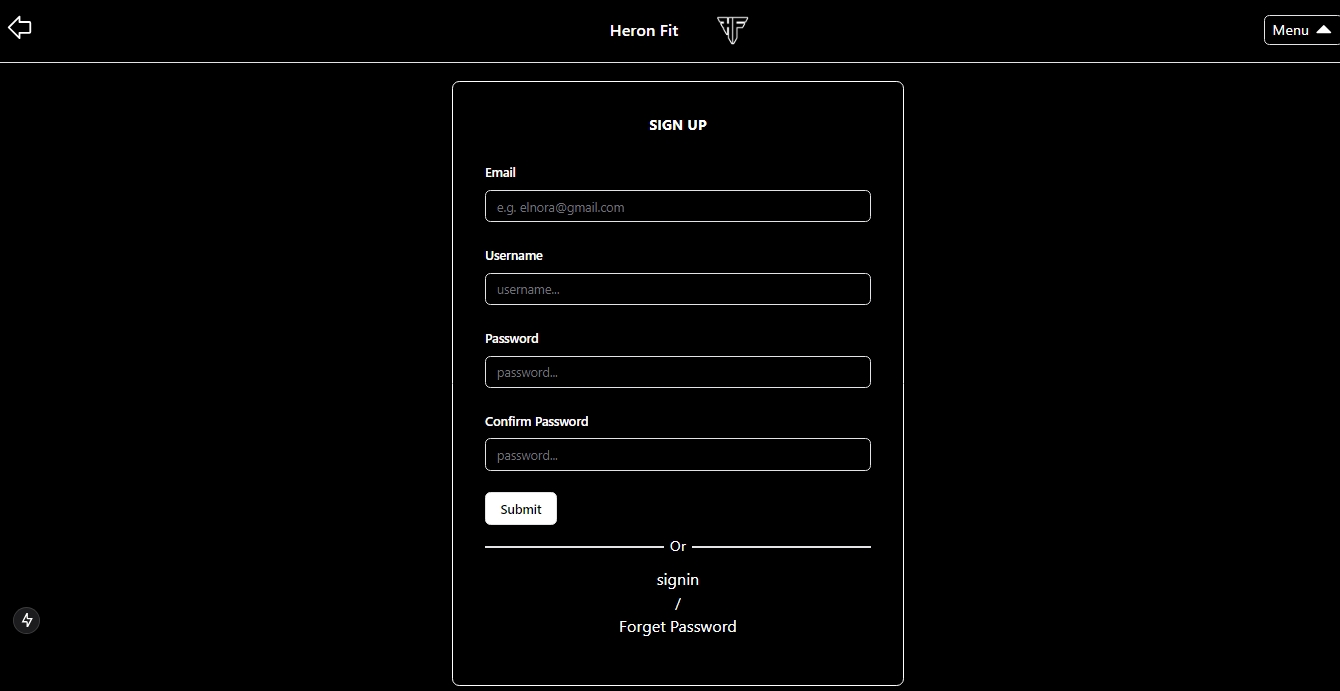 Heron Fit HF
Menu
SIGN UP
Email
e.g. elnora@gmail.com
Username
username...
Password
password...
Confirm Password
password...
Submit
Or
signin
/
Forget Password